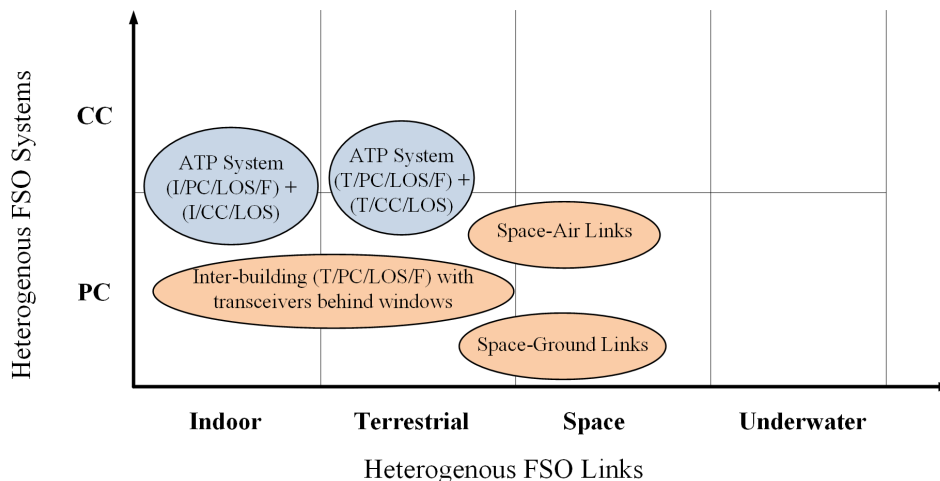 Heterogenous FSO Systems
CC
PC
ATP System
(I/PC/LOS/F) +
(I/CC/LOS)
ATP System
(T/PC/LOS/F) +
(T/CC/LOS)
Space-Air Links
Inter-building (T/PC/LOS/F) with
transceivers behind windows
Space-Ground Links
Indoor
Terrestrial
Space
Underwater
Heterogenous FSO Links